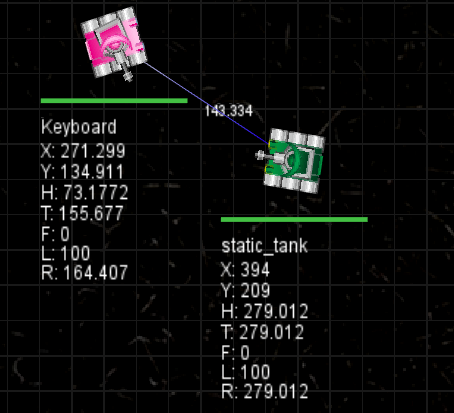 143.334
Keyboard
X: 271.299
Y: 134.911
H: 73.1772
T: 155.677
F: 0
L: 100
R: 164.407
static_tank
X: 394
Y: 209
H: 279.012
T: 279.012
F: 0
L: 100
R: 279.012